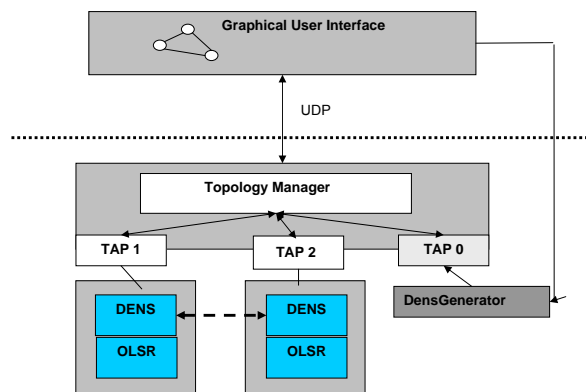 Graphical User Interface
UDP
Topology Manager
TAP 1
TAP 2
TAP 0
DensGenerator
DENS
DENS
OLSR
OLSR